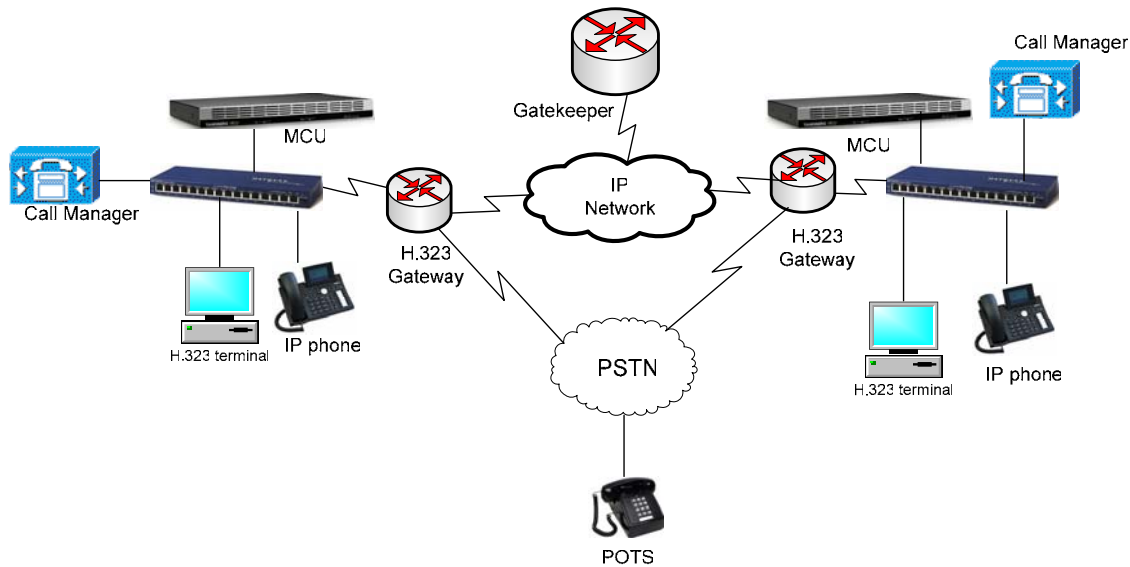 Call Manager
Gatekeeper
MCU
MCU
Call Manager
IP
Network
H.323
Gateway
H.323
Gateway
H.323 terminal
IP phone
H.323 terminal
IP phone
PSTN
POTS